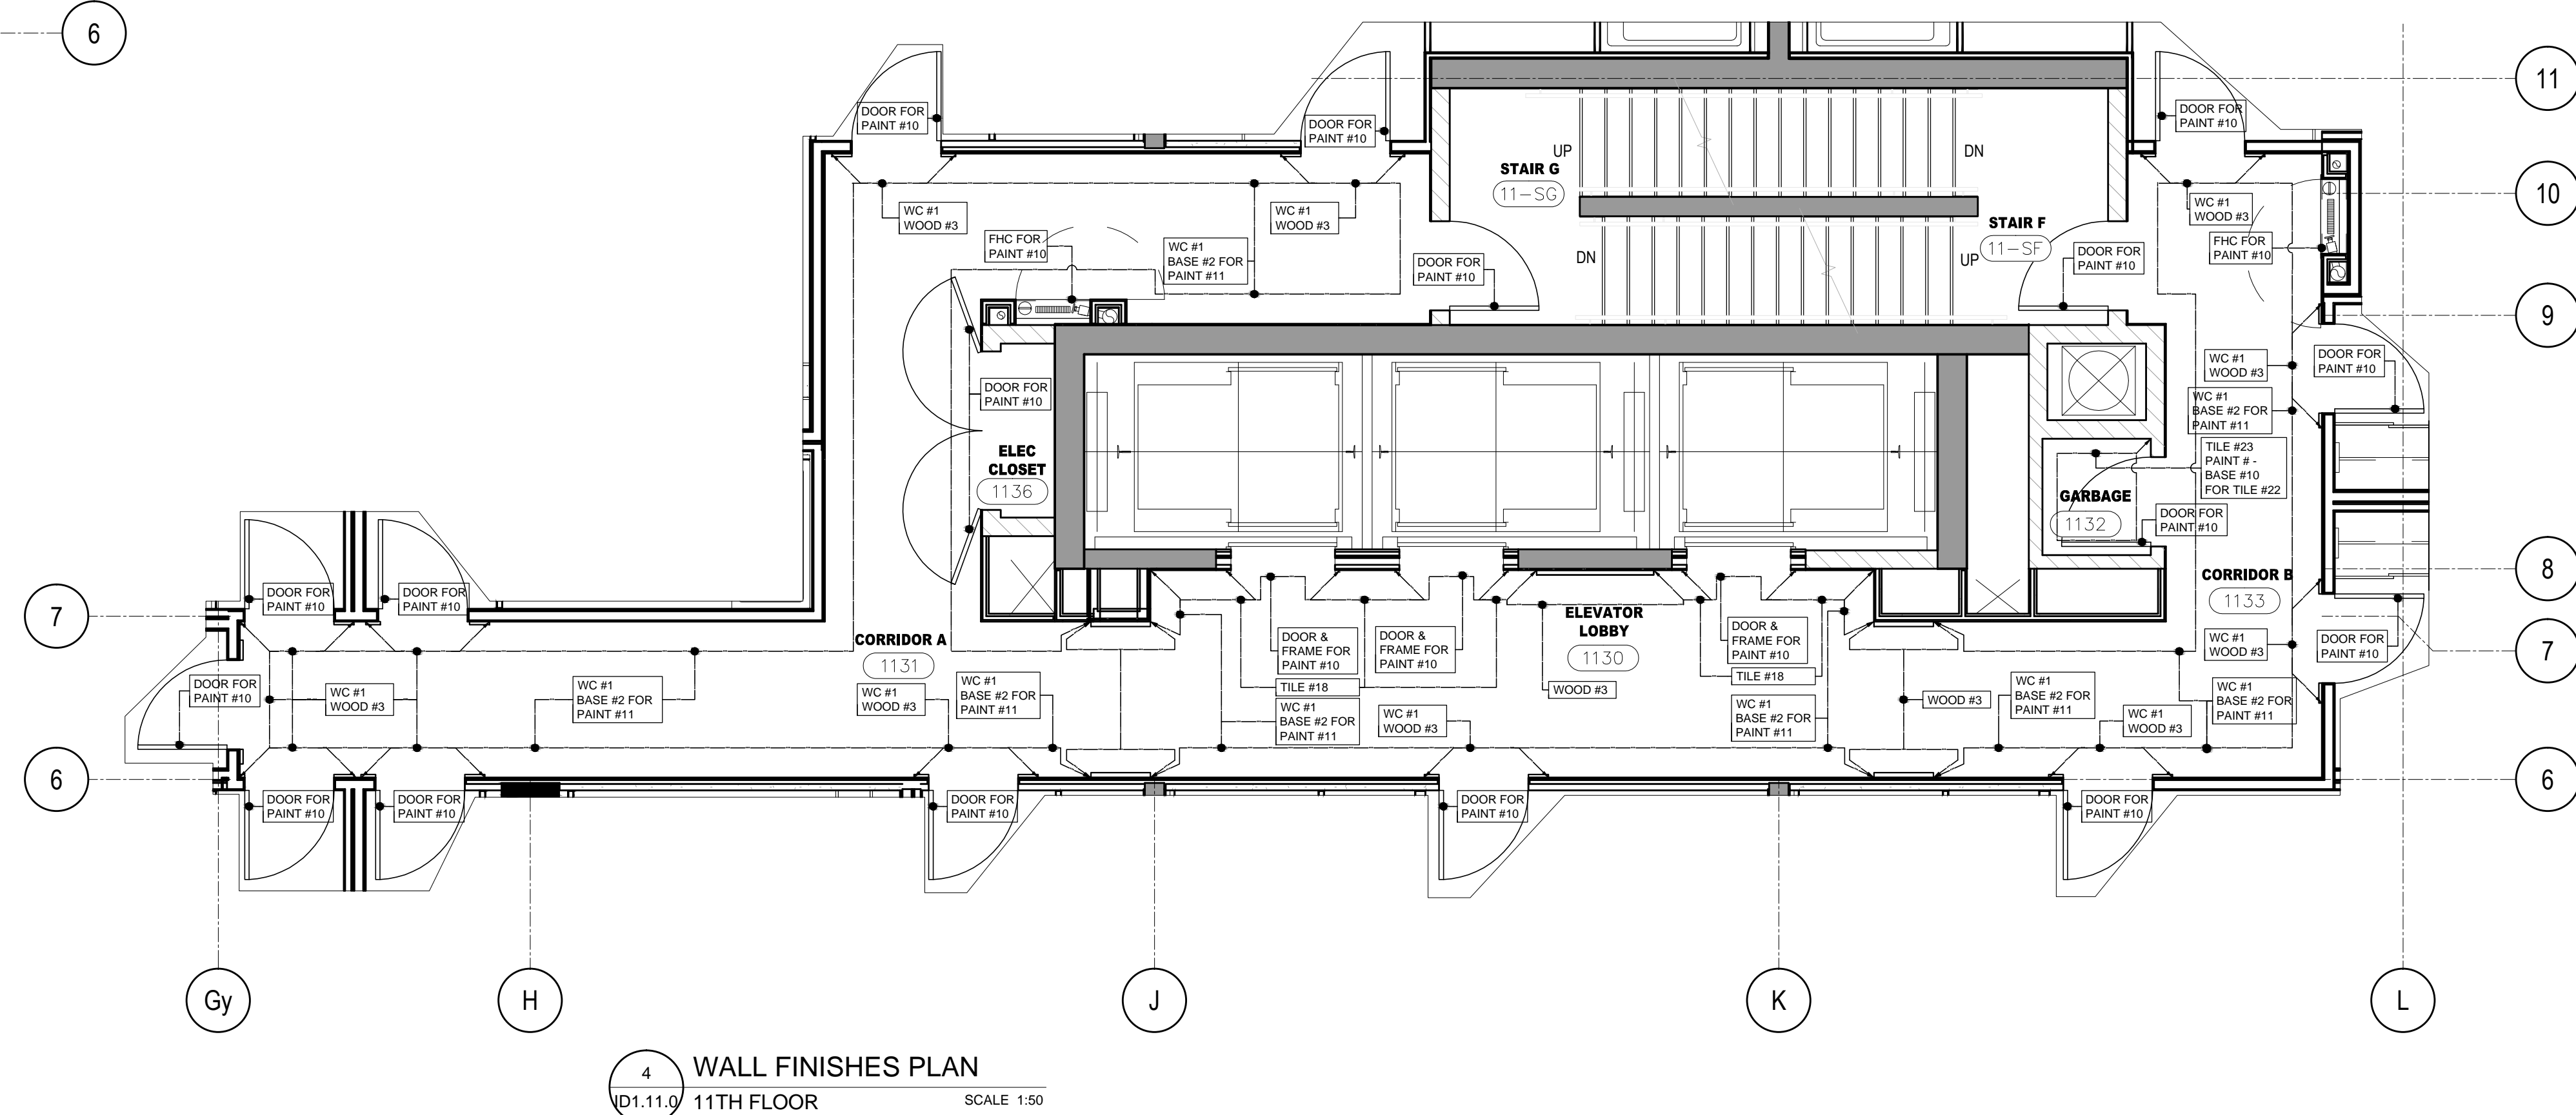 6
11
DOOR FOR
PAINT #10
DOOR FOR
PAINT #10
DOOR FOR
PAINT #10
UP
DN
STAIR G
11-SG
10
WC #1
WOOD #3
WC #1
WOOD #3
WC #1
WOOD #3
STAIR F
11-SF
FHC FOR
PAINT #10
WC #1
BASE #2 FOR
PAINT #11
DOOR FOR
PAINT #10
DN
UP
DOOR FOR
PAINT #10
FHC FOR
PAINT #10
9
WC #1
WOOD #3
DOOR FOR
PAINT #10
DOOR FOR
PAINT #10
WC #1
BASE #2 FOR
PAINT #11
ELEC
CLOSET
1136
TILE #23
PAINT # -
BASE #10
FOR TILE #22
GARBAGE
1132
DOOR FOR
PAINT #10
8
CORRIDOR B
1133
7
DOOR FOR
PAINT #10
DOOR FOR
PAINT #10
CORRIDOR A
1131
DOOR &
FRAME FOR
PAINT #10
DOOR &
FRAME FOR
PAINT #10
ELEVATOR
LOBBY
1130
DOOR &
FRAME FOR
PAINT #10
WC #1
WOOD #3
DOOR FOR
PAINT #10
7
DOOR FOR
PAINT #10
WC #1
WOOD #3
WC #1
BASE #2 FOR
PAINT #11
WC #1
WOOD #3
WC #1
BASE #2 FOR
PAINT #11
TILE #18
WOOD #3
TILE #18
WOOD #3
WC #1
BASE #2 FOR
PAINT #11
WC #1
BASE #2 FOR
PAINT #11
WC #1
BASE #2 FOR
PAINT #11
WC #1
WOOD #3
WC #1
BASE #2 FOR
PAINT #11
WC #1
WOOD #3
6
6
DOOR FOR
PAINT #10
DOOR FOR
PAINT #10
DOOR FOR
PAINT #10
DOOR FOR
PAINT #10
DOOR FOR
PAINT #10
Gy
H
J
K
L
4
ID1.11.0
WALL FINISHES PLAN
11TH FLOOR
SCALE 1:50